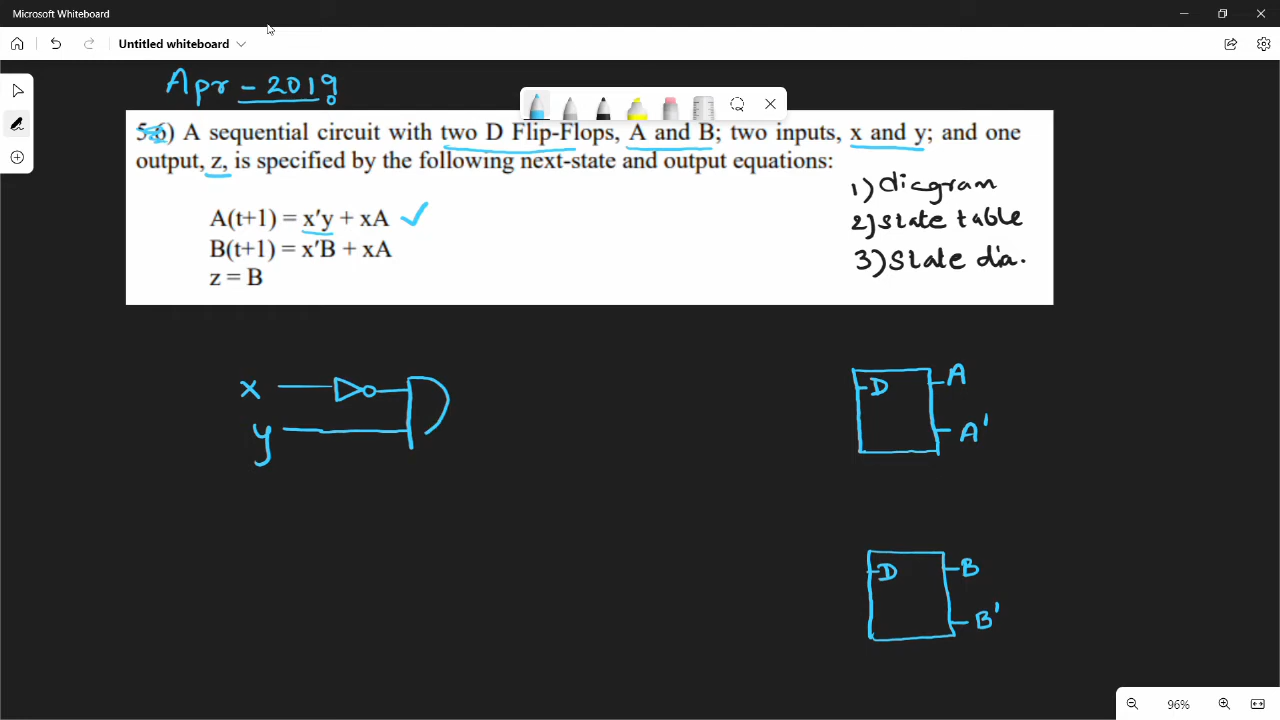 Microsoft Whiteboard
Untitled whiteboard
Apr - 2019
5.6) A sequential circuit with two D Flip-Flops, A and B; two inputs, x and y; and one
output, z, is specified by the following next-state and output equations:
A(t+1) = x'y + xA
B(t+1) = x'B + xA
z = B
1) diagram
2) State table
3) State dia.
x
y
D A
A'
D B
B'
96%